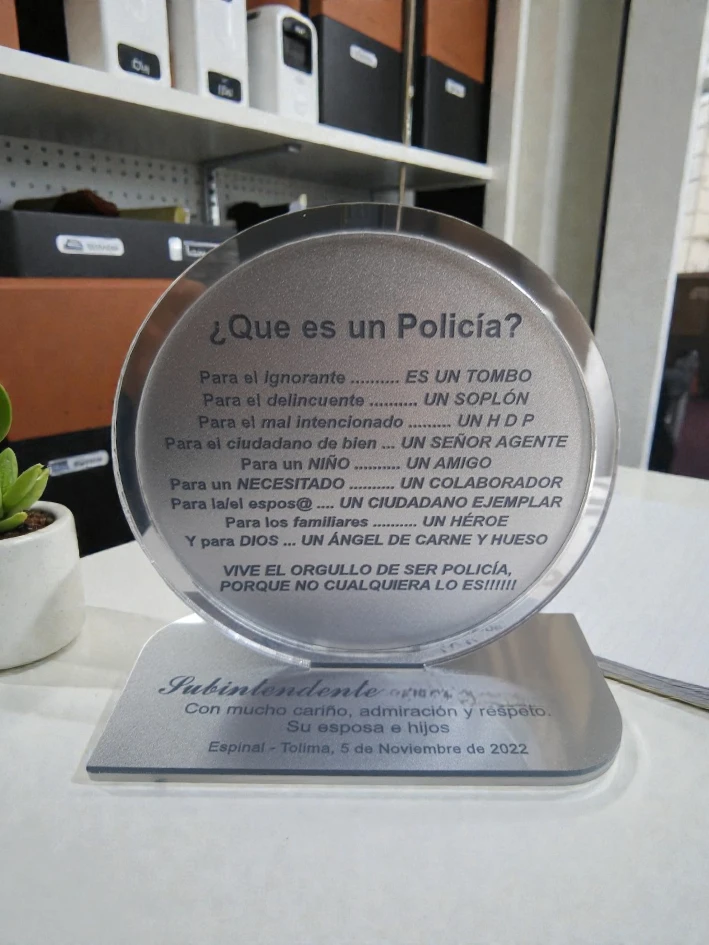 ¿Que es un Policía?
Para el ignorante .......... ES UN TOMBO
Para el delincuente .......... UN SOPLÓN
Para el mal intencionado ......... UN H D P
Para el ciudadano de bien ... UN SEÑOR AGENTE
Para un NIÑO .......... UN AMIGO
Para un NECESITADO .......... UN COLABORADOR
Para la/el espos@ .... UN CIUDADANO EJEMPLAR
Para los familiares .......... UN HÉROE
Y para DIOS ... UN ÁNGEL DE CARNE Y HUESO
VIVE EL ORGULLO DE SER POLICÍA,
PORQUE NO CUALQUIERA LO ES!!!!!!
Subintendente
Con mucho cariño, admiración y respeto.
Su esposa e hijos
Espinal - Tolima, 5 de Noviembre de 2022